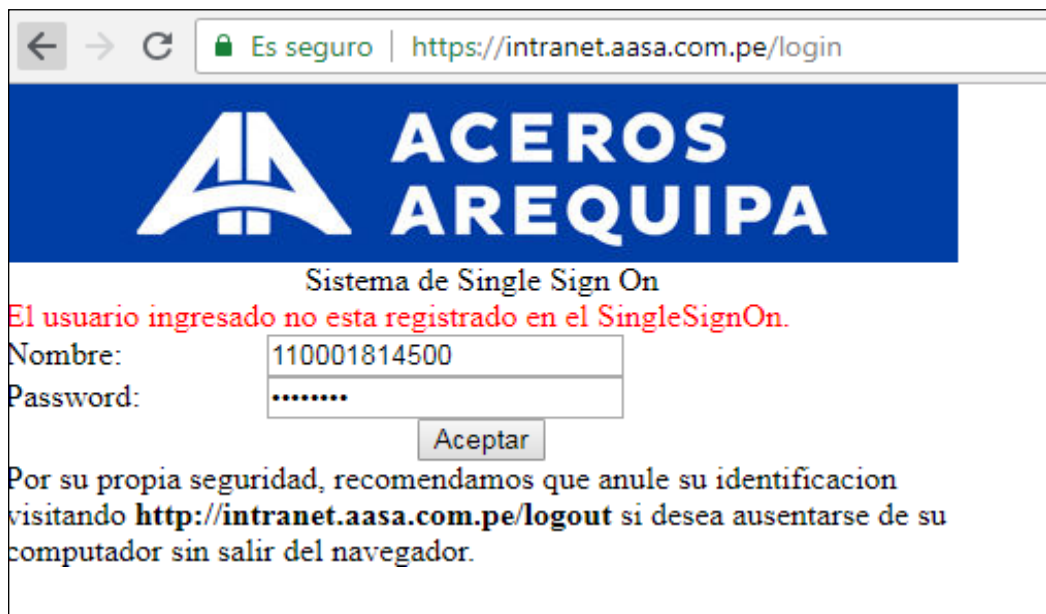 Es seguro | https://intranet.aasa.com.pe/login
ACEROS
AREQUIPA
Sistema de Single Sign On
El usuario ingresado no esta registrado en el SingleSignOn.
Nombre: 110001814500
Password: ••••••••
Aceptar
Por su propia seguridad, recomendamos que anule su identificacion
visitando http://intranet.aasa.com.pe/logout si desea ausentarse de su
computador sin salir del navegador.